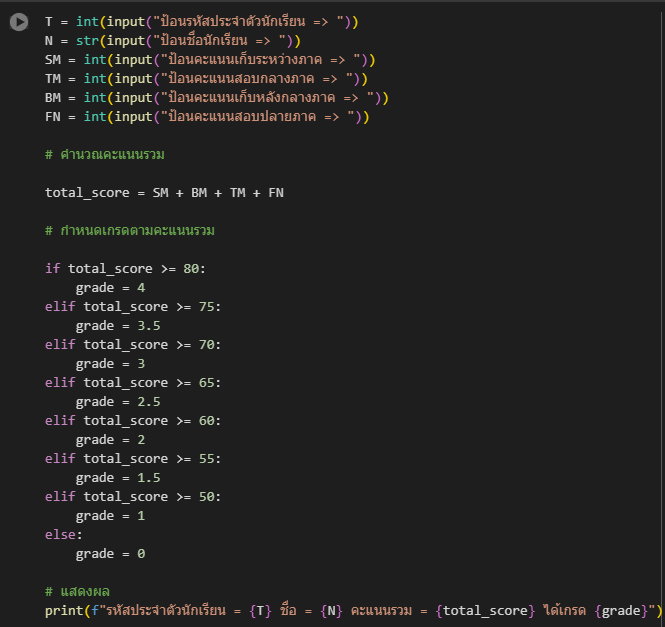 T = int(input("ป้อนรหัสประจำตัวนักเรียน => "))
N = str(input("ป้อนชื่อนักเรียน => "))
SM = int(input("ป้อนคะแนนเก็บระหว่างภาค => "))
TM = int(input("ป้อนคะแนนสอบกลางภาค => "))
BM = int(input("ป้อนคะแนนเก็บหลังกลางภาค => "))
FN = int(input("ป้อนคะแนนสอบปลายภาค => "))
# คำนวณคะแนนรวม
total_score = SM + BM + TM + FN
# กำหนดเกรดตามคะแนนรวม
if total_score >= 80:
    grade = 4
elif total_score >= 75:
    grade = 3.5
elif total_score >= 70:
    grade = 3
elif total_score >= 65:
    grade = 2.5
elif total_score >= 60:
    grade = 2
elif total_score >= 55:
    grade = 1.5
elif total_score >= 50:
    grade = 1
else:
    grade = 0
# แสดงผล
print(f"รหัสประจำตัวนักเรียน = {T} ชื่อ = {N} คะแนนรวม = {total_score} ได้เกรด {grade}")